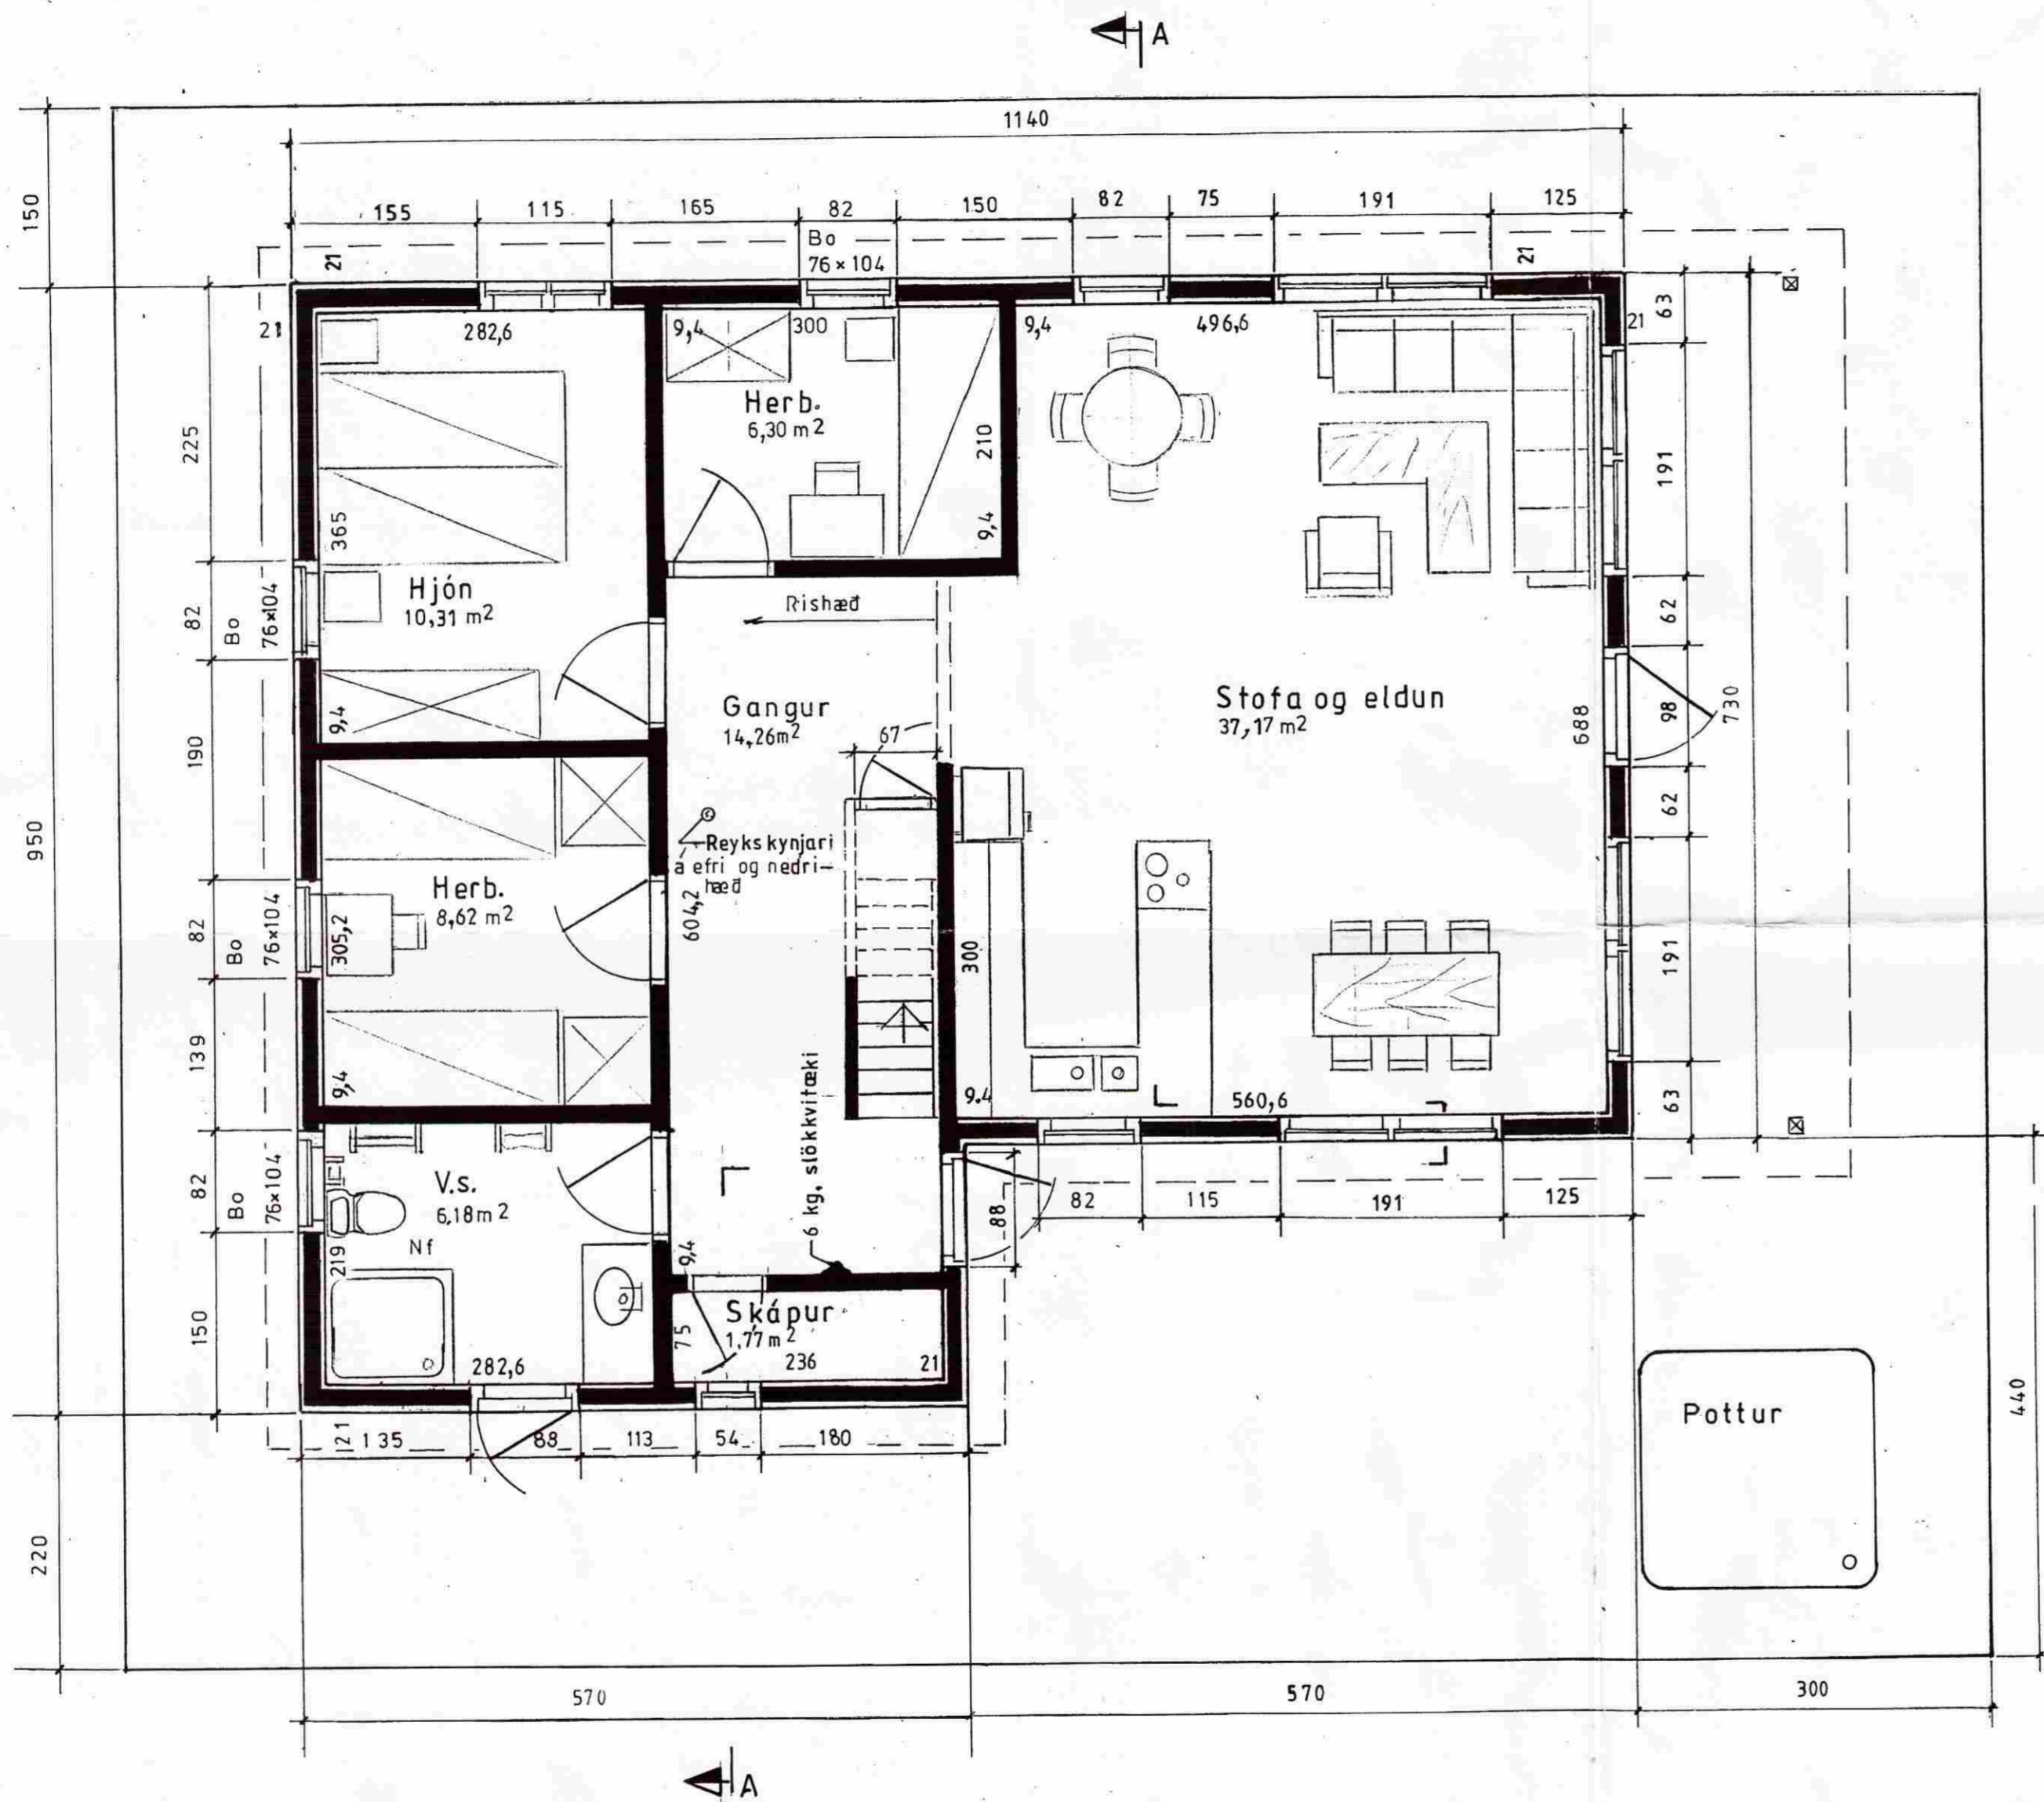 A
1140
150
155
115
165
82
150
82
75
191
125
21
Bo
76×104
21
21
282,6
9,4
300
9,4
496,6
21
63
Herb.
6,30 m2
210
9,4
225
365
191
82
Bo
76×104
Hjón
10,31 m2
Rishæð
62
9,4
Gangur
14,26m2
67
Stofa og eldun
37,17 m2
688
98
730
190
62
950
Reykskynjari
á efri og nedri-
hæd
604,2
82
Bo
76×104
305,2
Herb.
8,62 m2
300
191
139
9,4
6 kg, slökkvitæki
9.4
560,6
63
82
Bo
76×104
V.s.
6,18m2
Nf
219
9,4
88
82
115
191
125
150
Skápur
1,77m2
75
236
21
282,6
Pottur
440
21
135
88
113
54
180
220
570
570
300
A